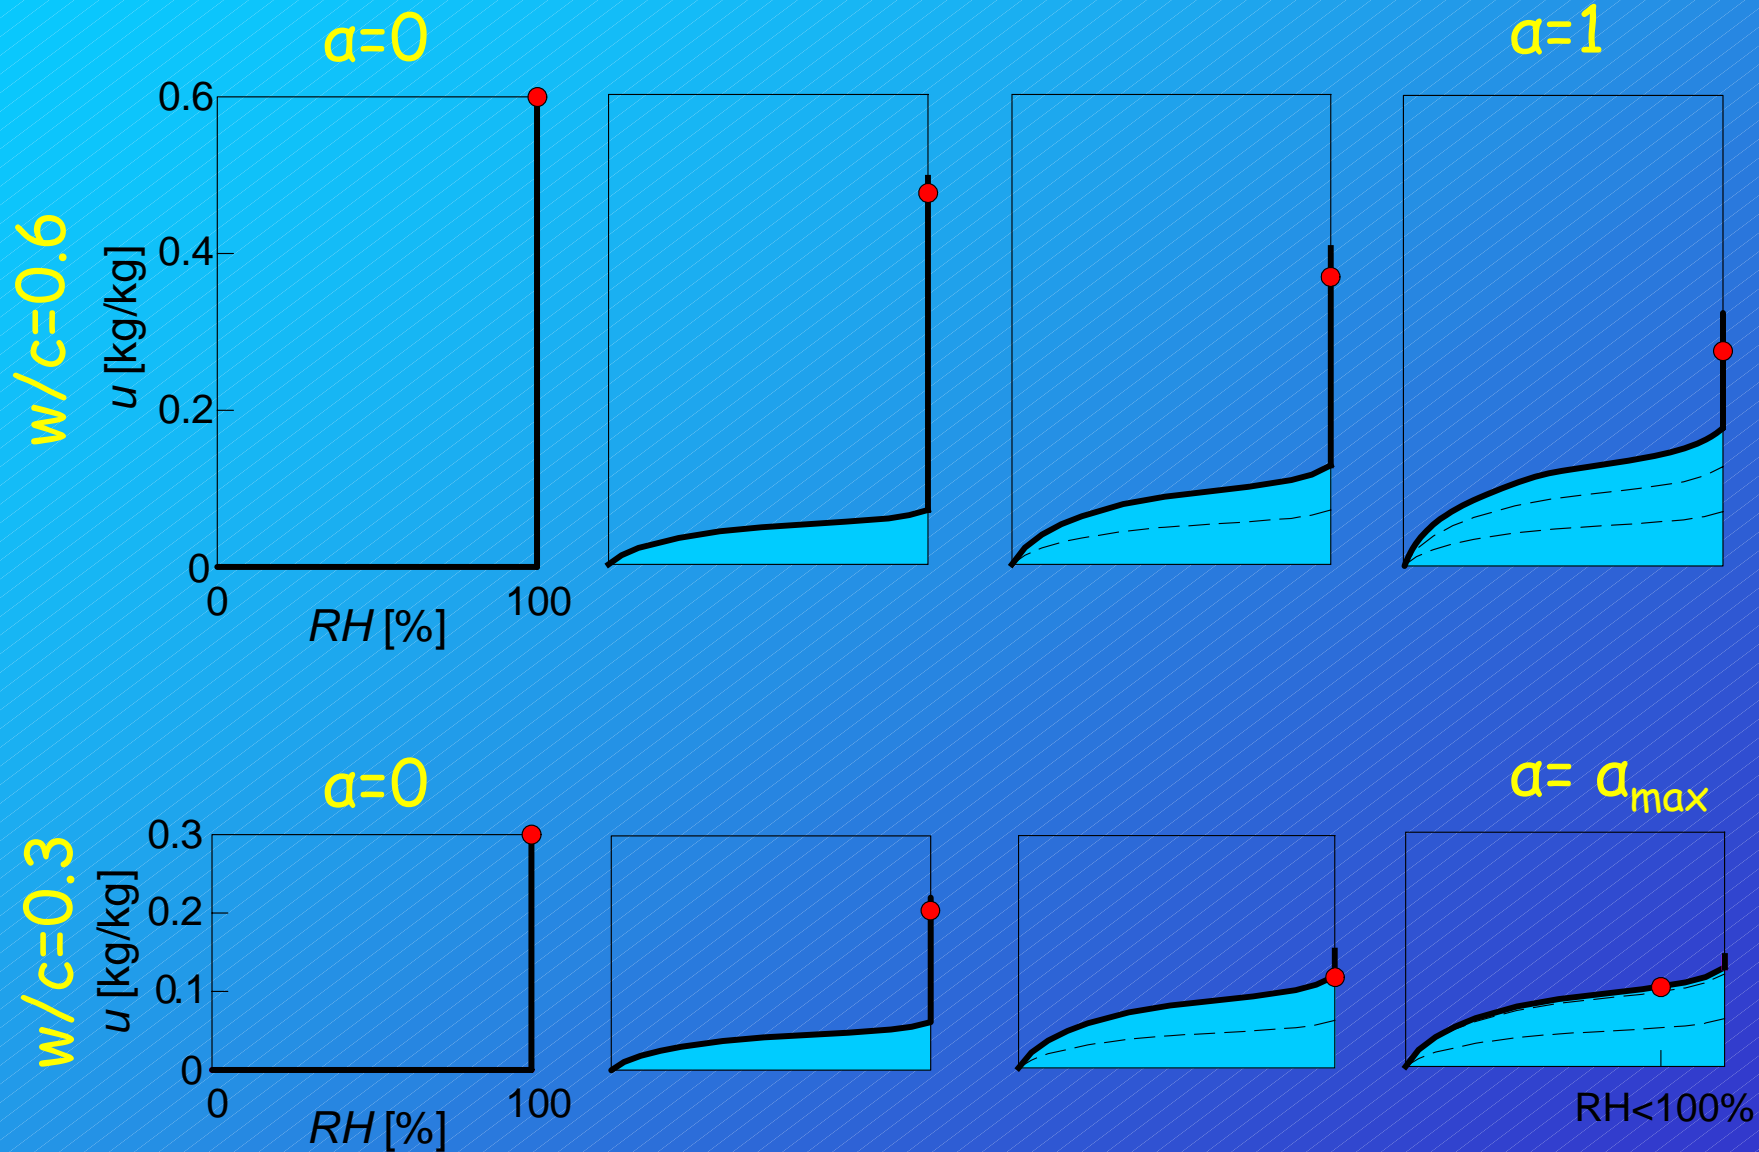 α=0
α=1
w/c=0.6
u [kg/kg]
0.6
0.4
0.2
0
0
100
RH [%]
α=0
α= αmax
w/c=0.3
u [kg/kg]
0.3
0.2
0.1
0
0
100
RH [%]
RH<100%